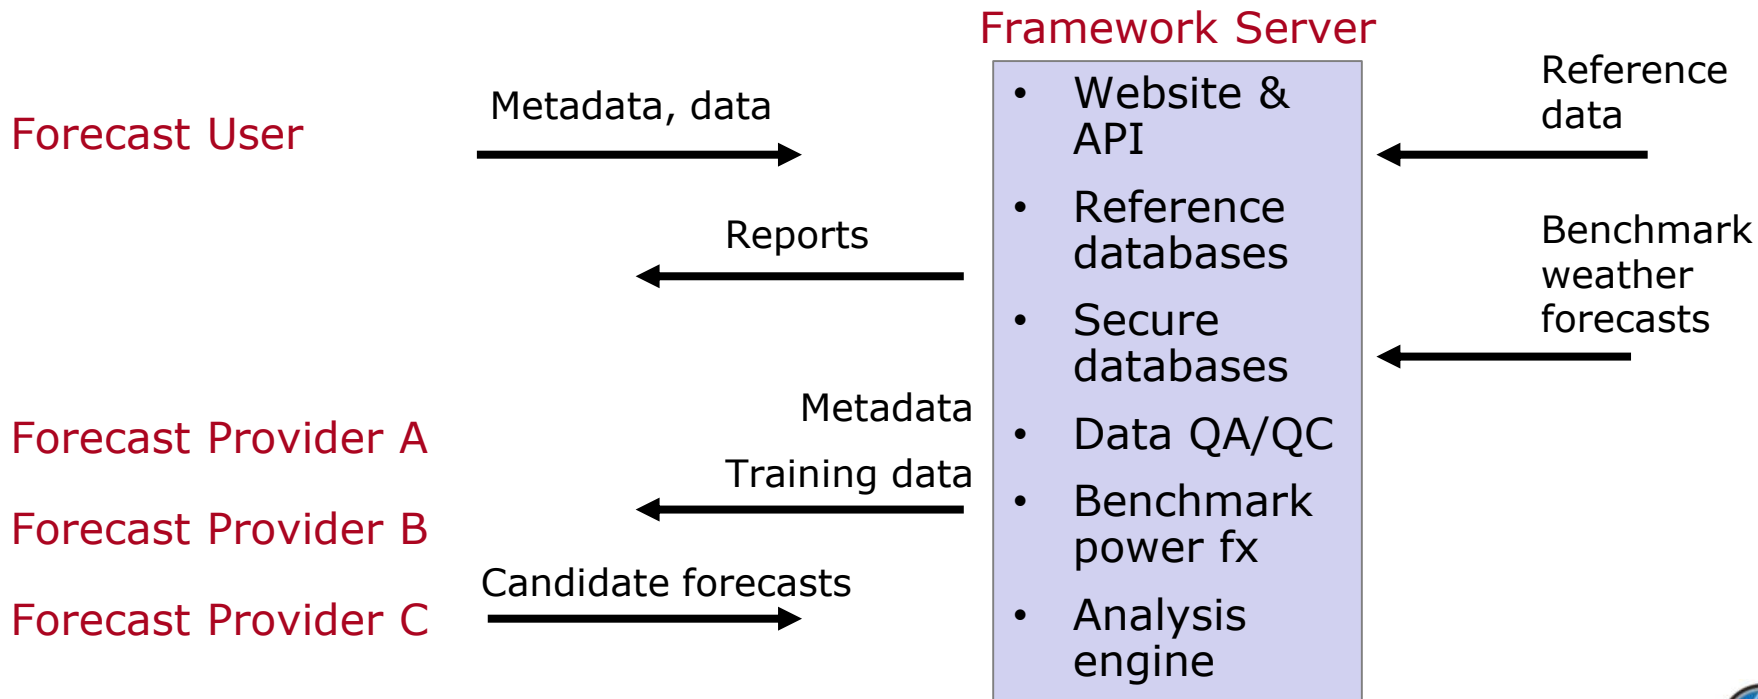 Framework Server
Forecast User
Metadata, data
Reports
Forecast Provider A
Forecast Provider B
Forecast Provider C
Metadata
Training data
Candidate forecasts
• Website &
API
• Reference
databases
• Secure
databases
• Data QA/QC
• Benchmark
power fx
• Analysis
engine
Reference
data
Benchmark
weather
forecasts